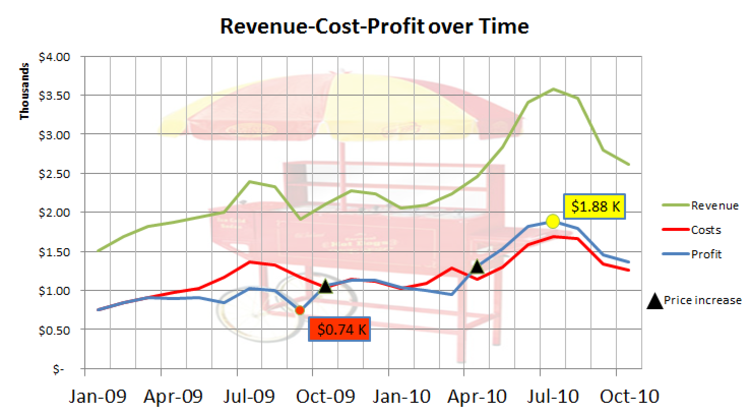 Revenue-Cost-Profit over Time
Thousands
$4.00
$3.50
$3.00
$2.50
$2.00
$1.50
$1.00
$0.50
$-
$1.88 K
$0.74 K
Revenue
Costs
Profit
Price increase
Jan-09 Apr-09 Jul-09 Oct-09 Jan-10 Apr-10 Jul-10 Oct-10